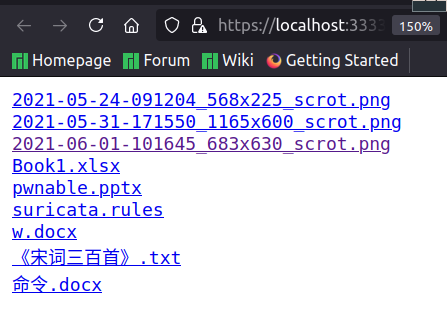 https://localhost:3333
150%
Homepage Forum Wiki Getting Started
2021-05-24-091204_568x225_scrot.png
2021-05-31-171550_1165x600_scrot.png
2021-06-01-101645_683x630_scrot.png
Book1.xlsx
pwnable.pptx
suricata.rules
w.docx
《宋词三百首》.txt
命令.docx